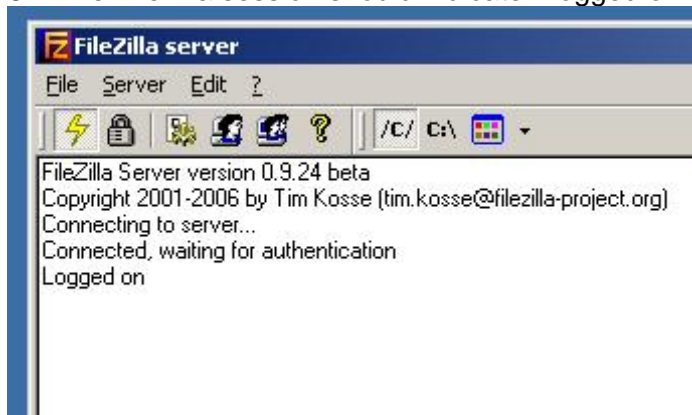 FileZilla server
File Server Edit ?
/C/ C:\
FileZilla Server version 0.9.24 beta
Copyright 2001-2006 by Tim Kosse (tim.kosse@filezilla-project.org)
Connecting to server...
Connected, waiting for authentication
Logged on